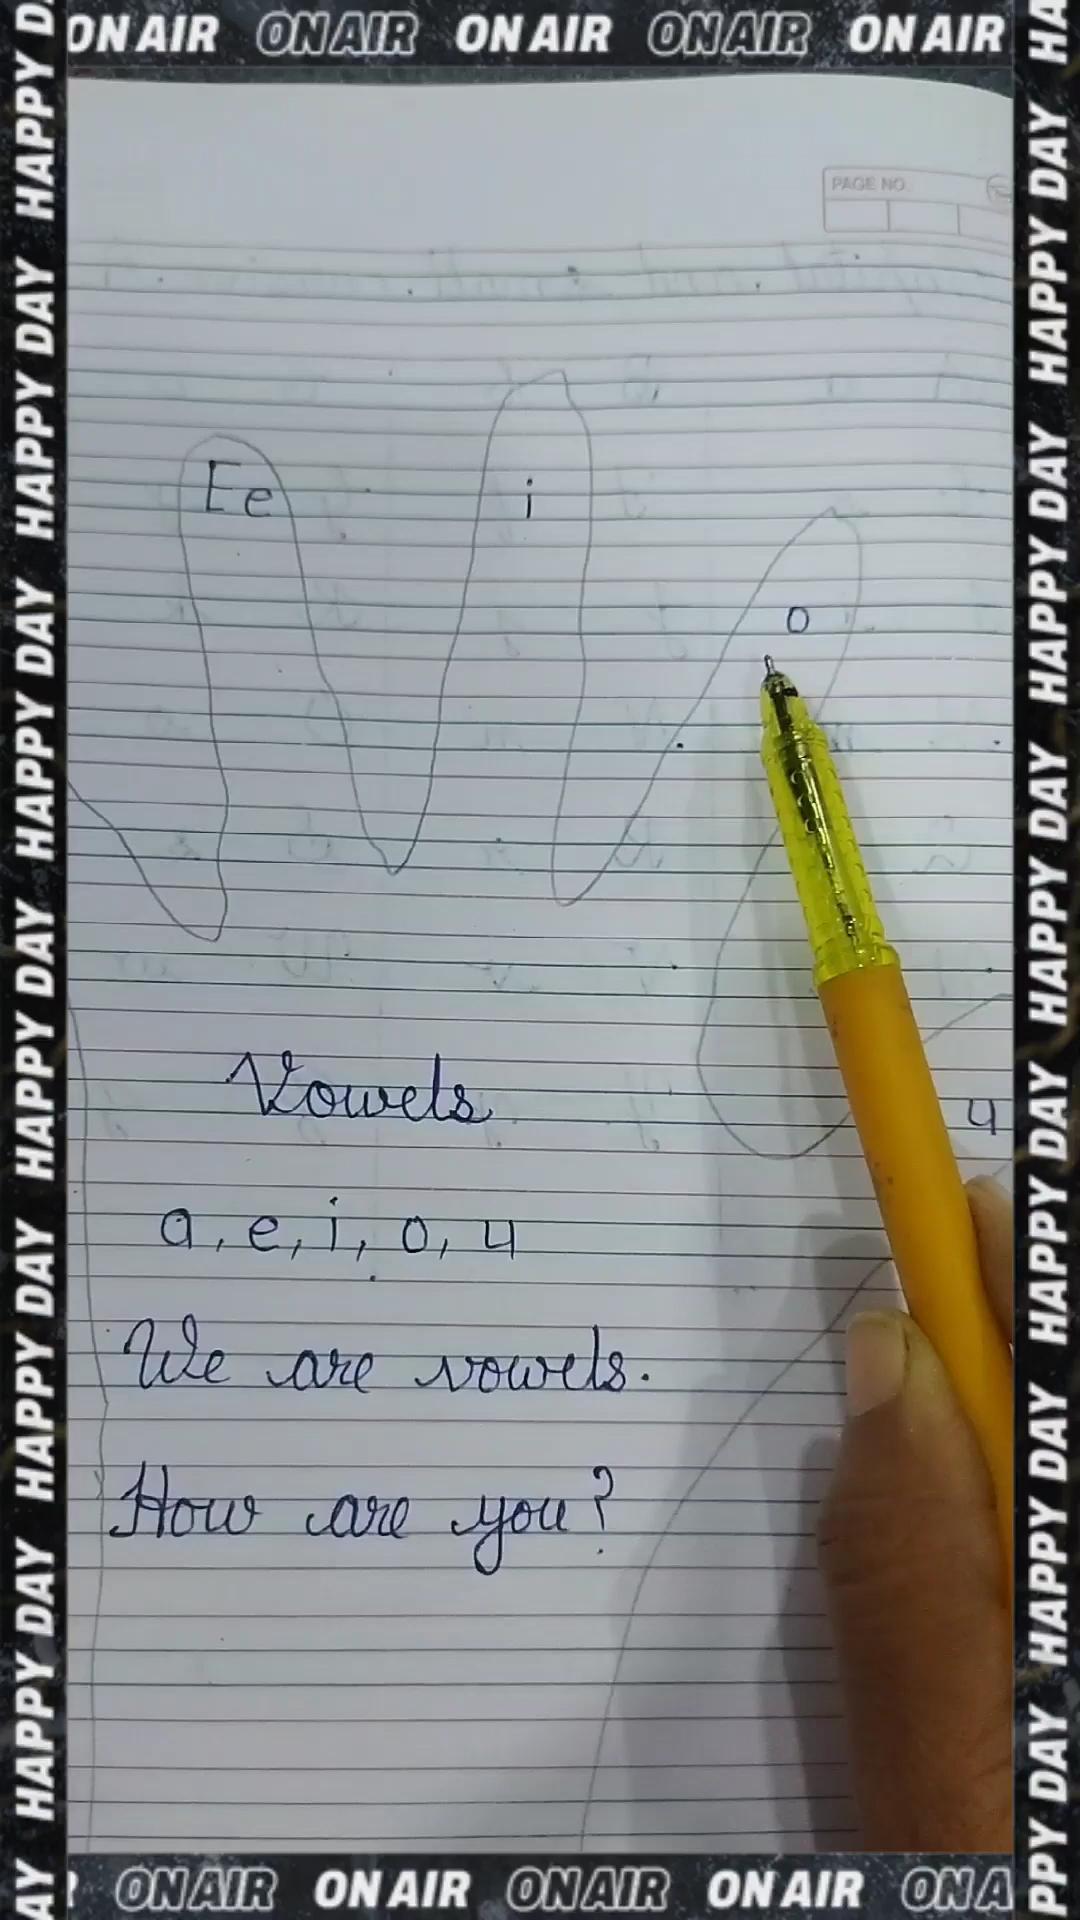 ON AIR ON AIR ON AIR ON AIR ON AIR
HAPPY DAY HAPPY DAY HAPPY DAY HAPPY DAY HAPPY DAY HAPPY DAY
PAGE NO.
Ee
i
o
u
Vowels
a, e, i, o, u
We are vowels.
How are you?
HAPPY DAY HAPPY DAY HAPPY DAY HAPPY DAY HAPPY DAY
ON AIR ON AIR ON AIR ON AIR